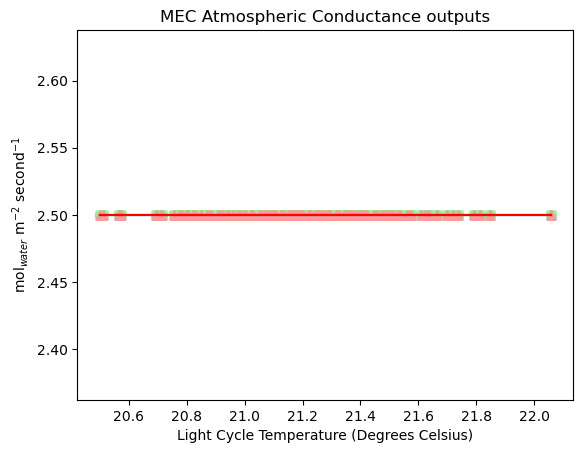 MEC Atmospheric Conductance outputs
mol_water m⁻² second⁻¹
2.60
2.55
2.50
2.45
2.40
20.6 20.8 21.0 21.2 21.4 21.6 21.8 22.0
Light Cycle Temperature (Degrees Celsius)